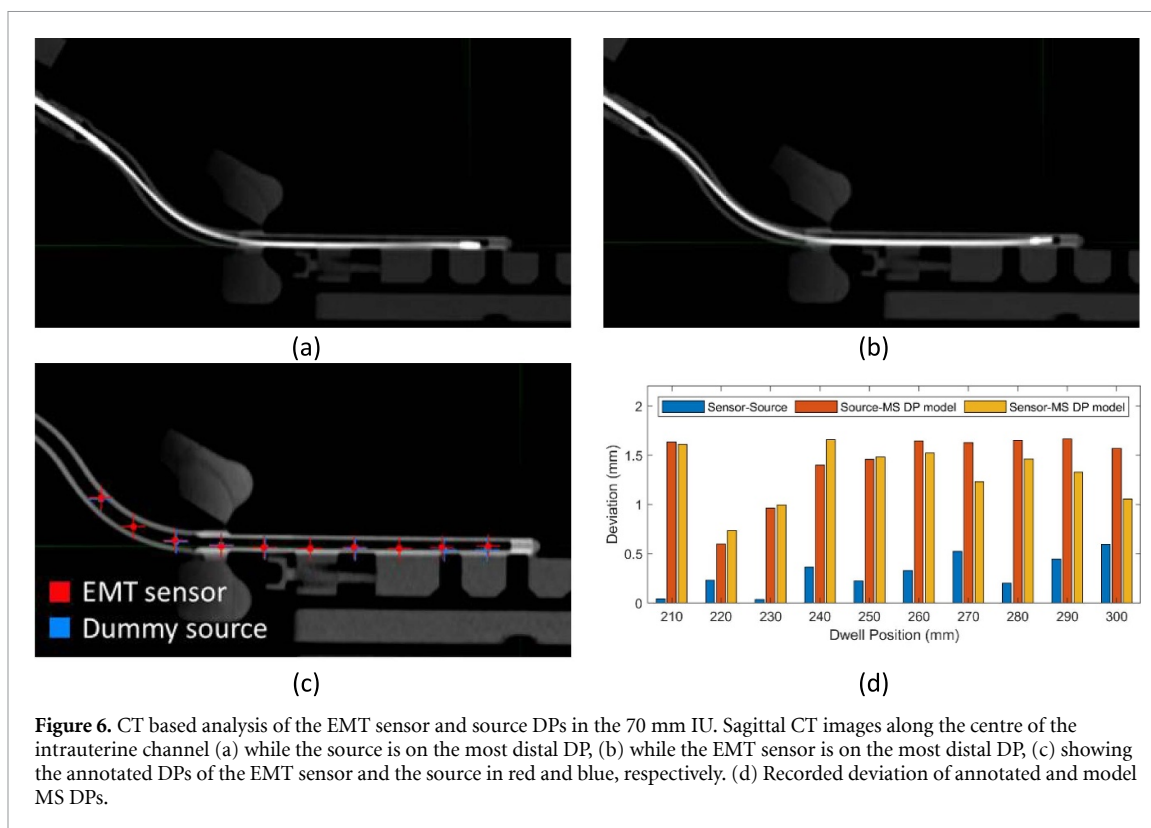 (a)
(b)
EMT sensor
Dummy source
(c)
2
1.5
1
0.5
0
Deviation (mm)
Sensor-Source
Source-MS DP model
Sensor-MS DP model
210 220 230 240 250 260 270 280 290 300
Dwell Position (mm)
(d)
Figure 6. CT based analysis of the EMT sensor and source DPs in the 70 mm IU. Sagittal CT images along the centre of the
intrauterine channel (a) while the source is on the most distal DP, (b) while the EMT sensor is on the most distal DP, (c) showing
the annotated DPs of the EMT sensor and the source in red and blue, respectively. (d) Recorded deviation of annotated and model
MS DPs.